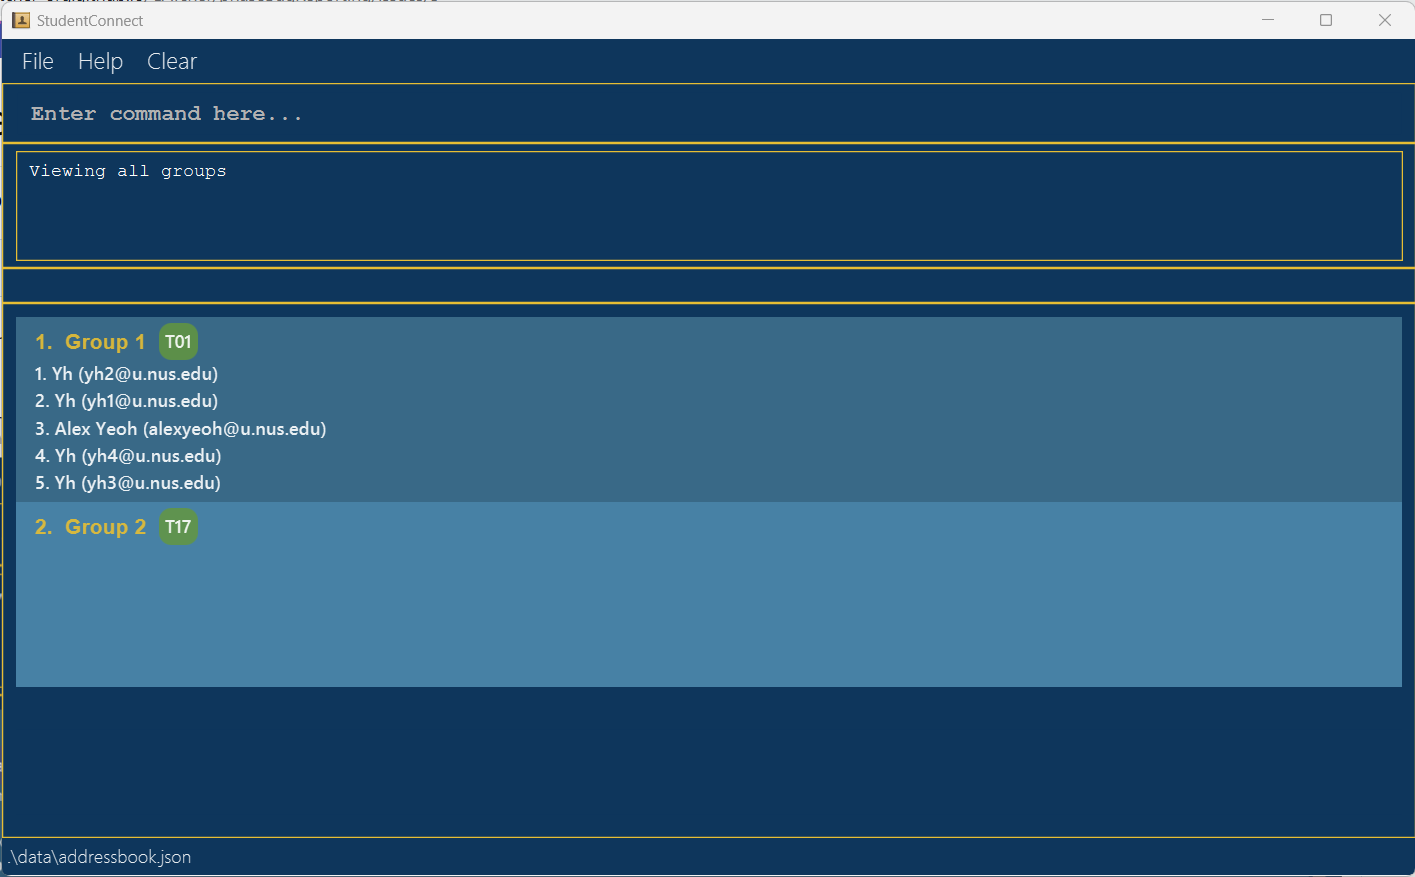 StudentConnect
File Help Clear
Enter command here...
Viewing all groups
1. Group 1 T01
1. Yh (yh2@u.nus.edu)
2. Yh (yh1@u.nus.edu)
3. Alex Yeoh (alexyeoh@u.nus.edu)
4. Yh (yh4@u.nus.edu)
5. Yh (yh3@u.nus.edu)
2. Group 2 T17
.\data\addressbook.json